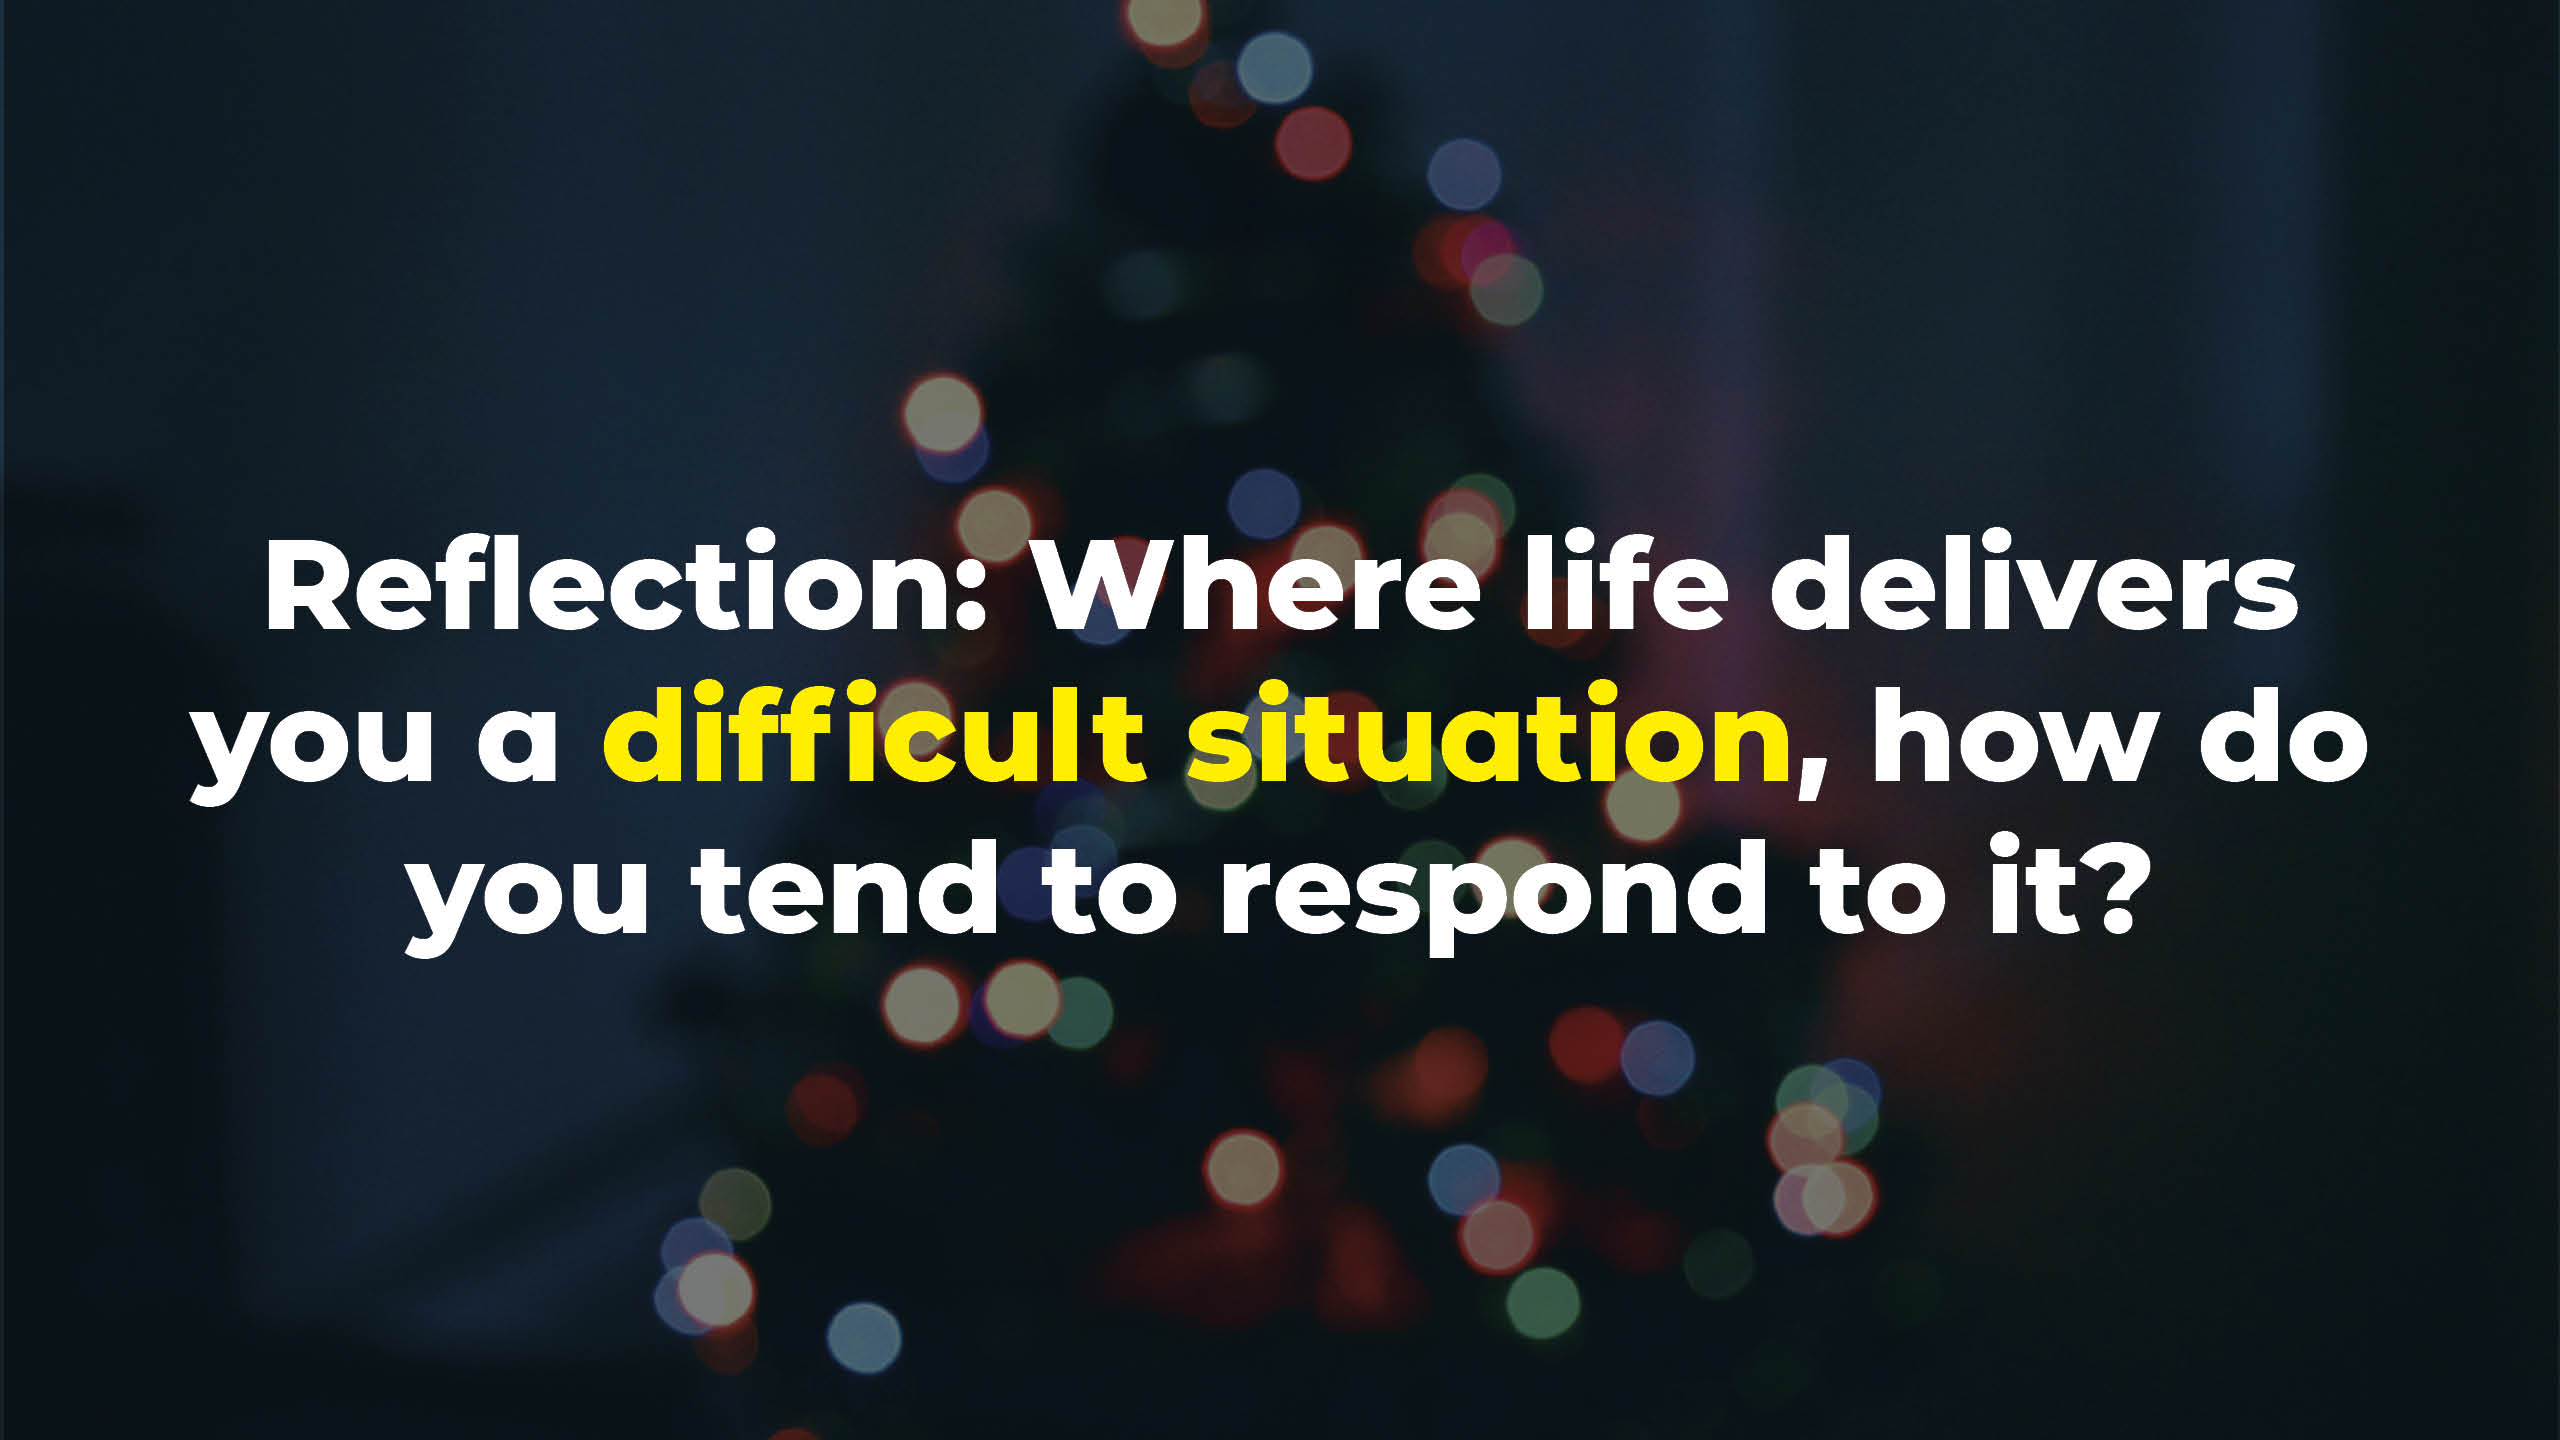 Reflection: Where life delivers
you a difficult situation, how do
you tend to respond to it?